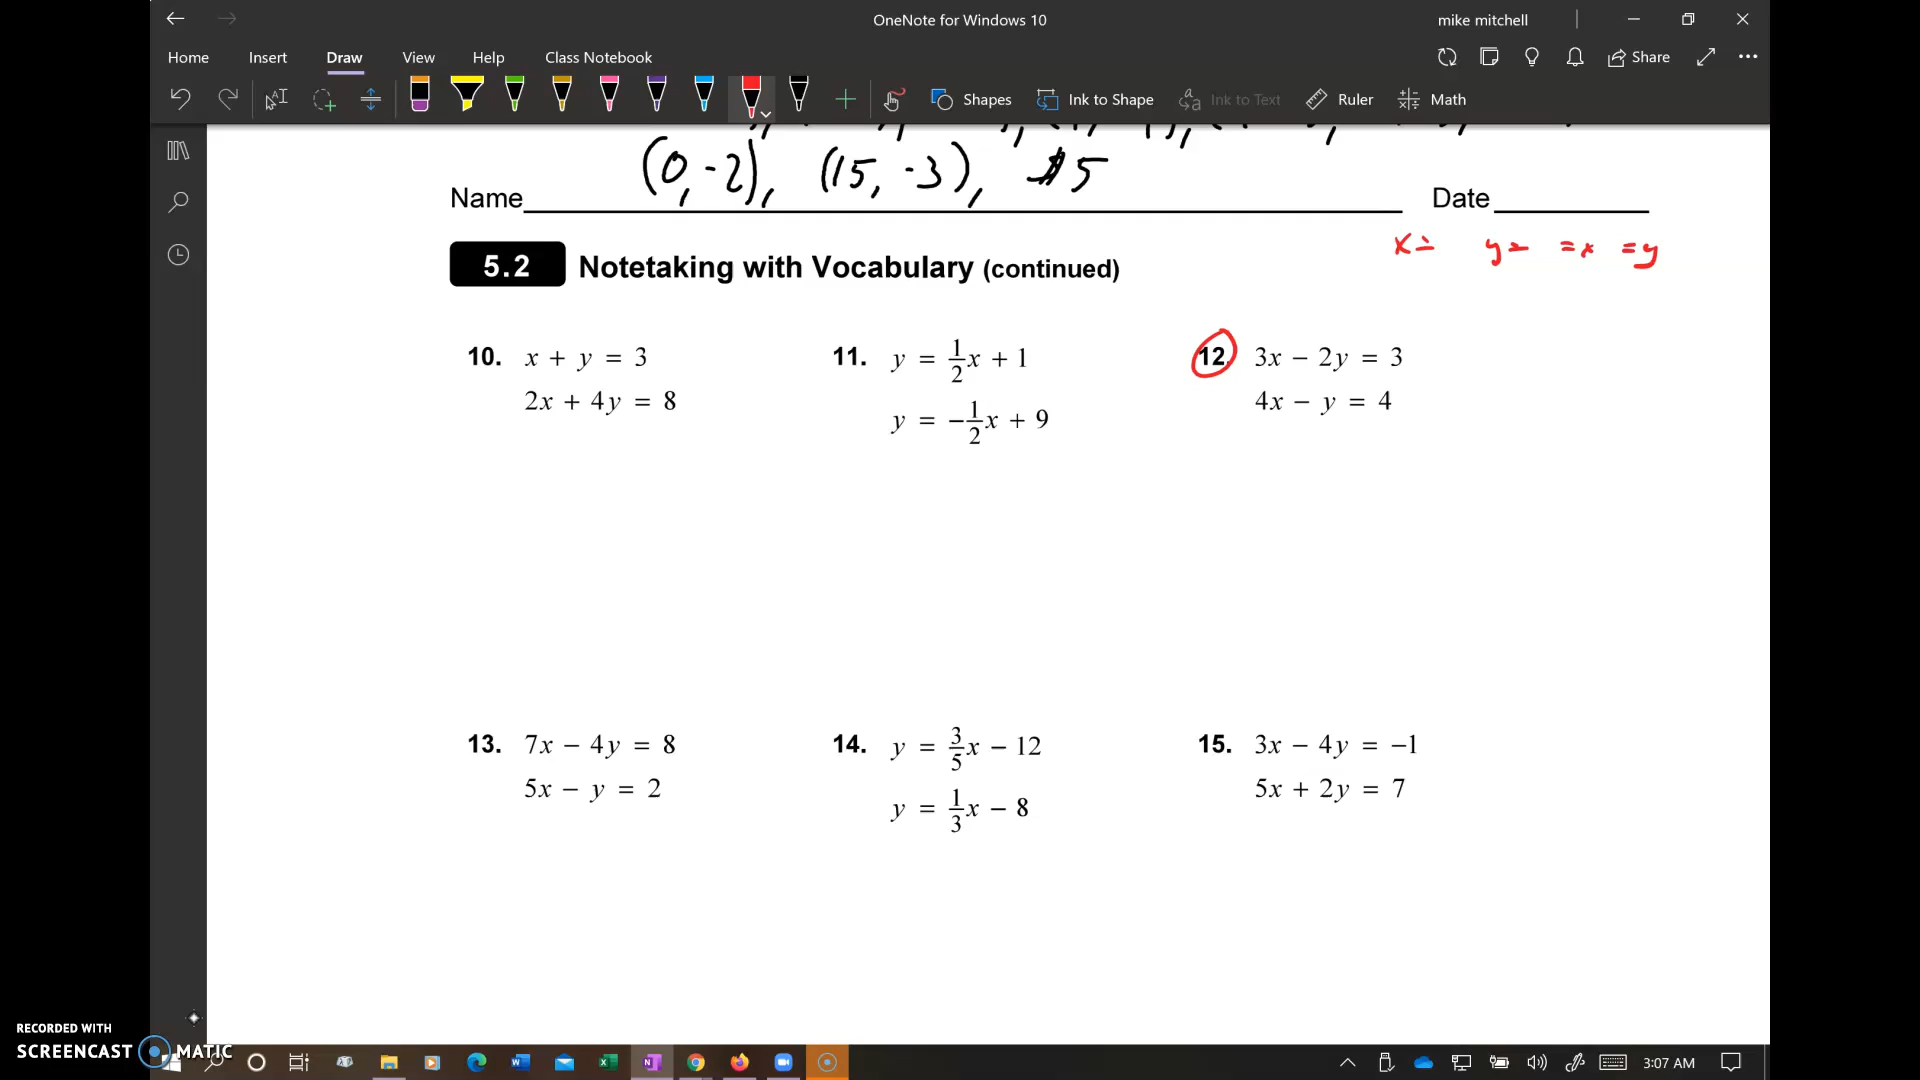 OneNote for Windows 10
mike mitchell
Home Insert Draw View Help Class Notebook
Share
Shapes Ink to Shape Ink to Text Ruler Math
(0, -2), (15, -3), $5
Name Date
x= y= =x =y
5.2 Notetaking with Vocabulary (continued)
10. x + y = 3
2x + 4y = 8
11. y = 1/2 x + 1
y = −1/2 x + 9
12. 3x − 2y = 3
4x − y = 4
13. 7x − 4y = 8
5x − y = 2
14. y = 3/5 x − 12
y = 1/3 x − 8
15. 3x − 4y = −1
5x + 2y = 7
RECORDED WITH
SCREENCAST MATIC
3:07 AM